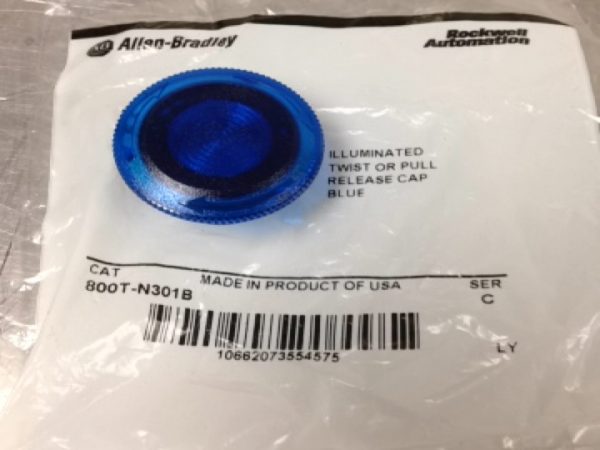 Allen-Bradley
Rockwell
Automation
ILLUMINATED
TWIST OR PULL
RELEASE CAP
BLUE
CAT
800T-N301B
MADE IN PRODUCT OF USA
SER
C
10662073554575
LY